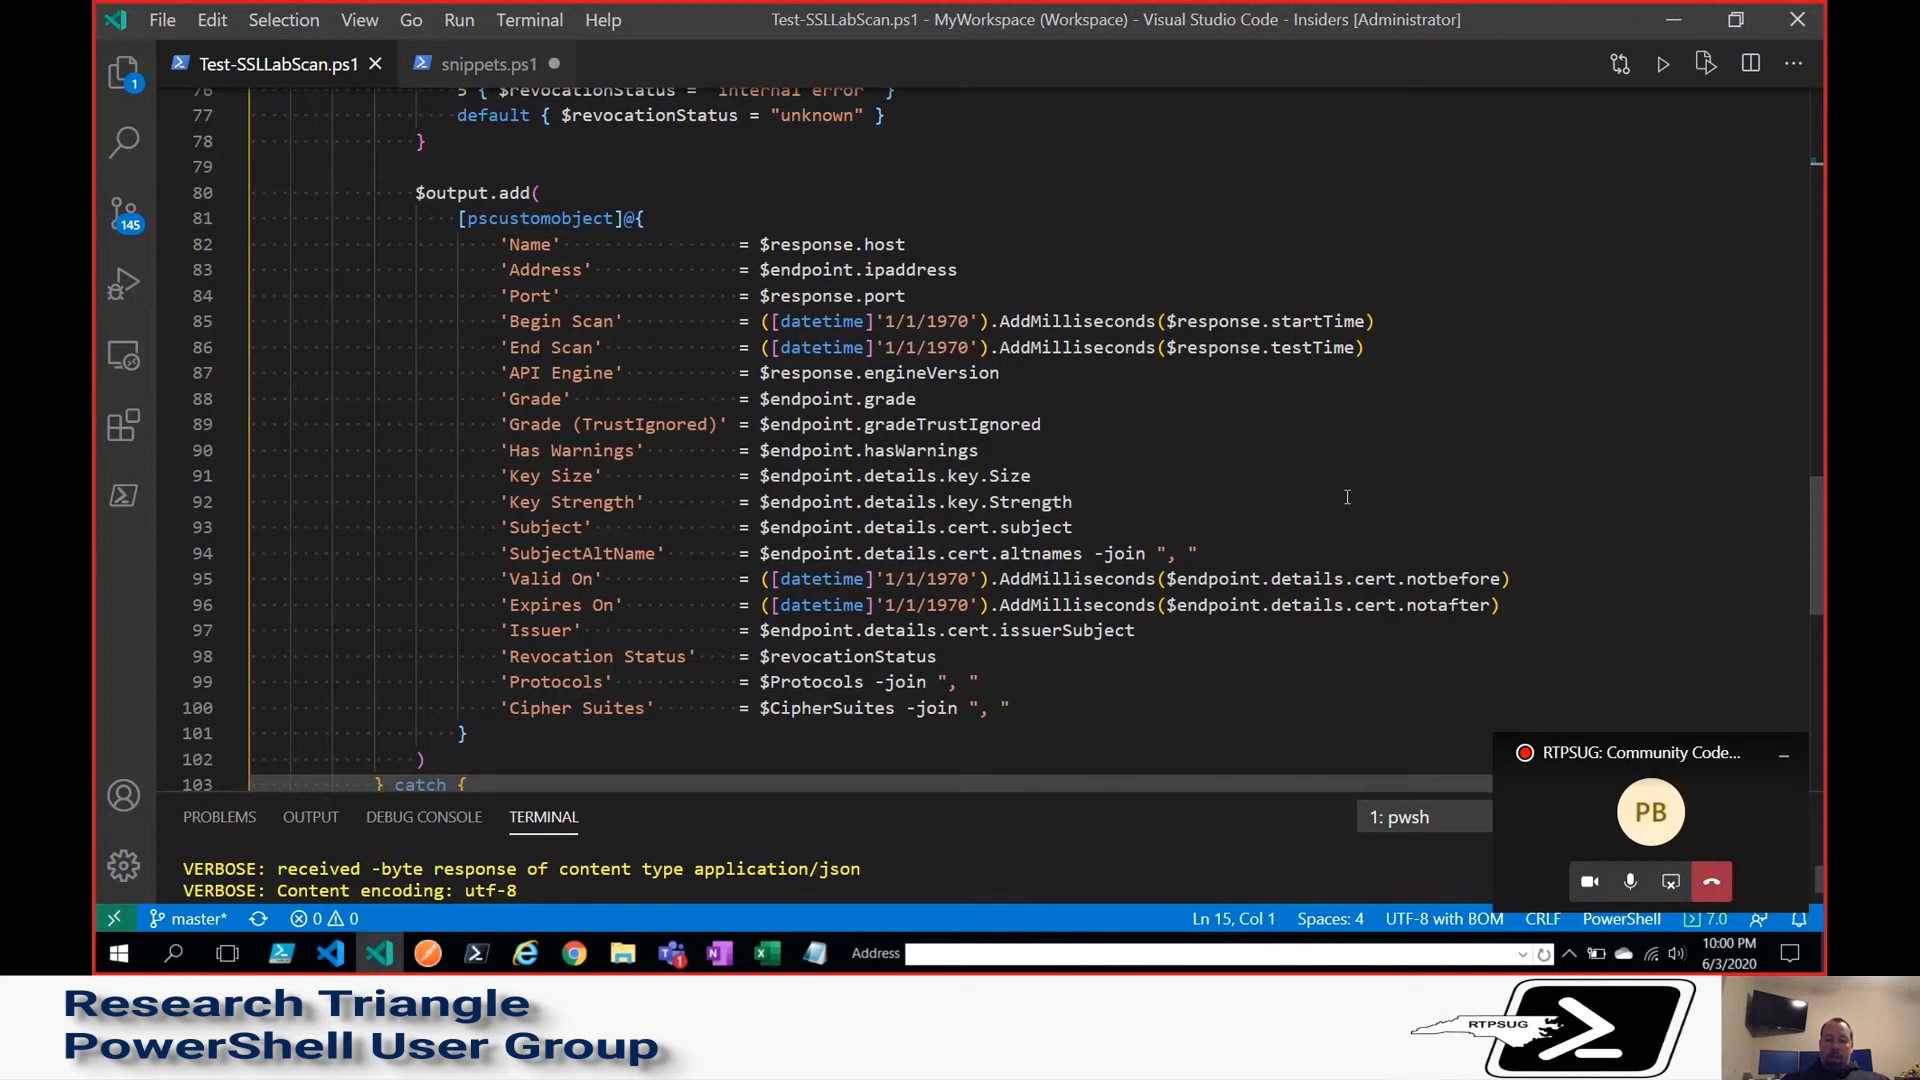 File Edit Selection View Go Run Terminal Help Test-SSLLabScan.ps1 - MyWorkspace (Workspace) - Visual Studio Code - Insiders [Administrator]
Test-SSLLabScan.ps1 snippets.ps1
1
145
76 5 { $revocationStatus = "internal error" }
77 default { $revocationStatus = "unknown" }
78 }
79
80 $output.add(
81 [pscustomobject]@{
82 'Name' = $response.host
83 'Address' = $endpoint.ipaddress
84 'Port' = $response.port
85 'Begin Scan' = ([datetime]'1/1/1970').AddMilliseconds($response.startTime)
86 'End Scan' = ([datetime]'1/1/1970').AddMilliseconds($response.testTime)
87 'API Engine' = $response.engineVersion
88 'Grade' = $endpoint.grade
89 'Grade (TrustIgnored)' = $endpoint.gradeTrustIgnored
90 'Has Warnings' = $endpoint.hasWarnings
91 'Key Size' = $endpoint.details.key.Size
92 'Key Strength' = $endpoint.details.key.Strength
93 'Subject' = $endpoint.details.cert.subject
94 'SubjectAltName' = $endpoint.details.cert.altnames -join ", "
95 'Valid On' = ([datetime]'1/1/1970').AddMilliseconds($endpoint.details.cert.notbefore)
96 'Expires On' = ([datetime]'1/1/1970').AddMilliseconds($endpoint.details.cert.notafter)
97 'Issuer' = $endpoint.details.cert.issuerSubject
98 'Revocation Status' = $revocationStatus
99 'Protocols' = $Protocols -join ", "
100 'Cipher Suites' = $CipherSuites -join ", "
101 }
102 )
103 } catch {
RTPSUG: Community Code...
PB
PROBLEMS OUTPUT DEBUG CONSOLE TERMINAL 1: pwsh
VERBOSE: received -byte response of content type application/json
VERBOSE: Content encoding: utf-8
master* 0 0 Ln 15, Col 1 Spaces: 4 UTF-8 with BOM CRLF PowerShell 7.0
Address 10:00 PM
6/3/2020
Research Triangle
PowerShell User Group
RTPSUG